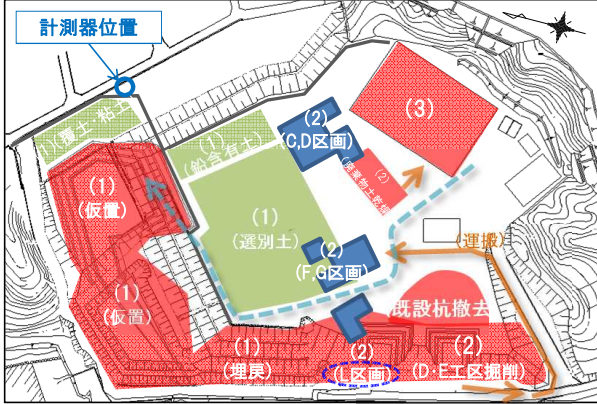 計測器位置
(1)(覆土・粘土)
(1)
(鉛含有土)
(2)
(C,D区画)
(3)
(2)
(1)
(仮置)
(1)
(選別土)
(2)
(F,G区画)
(運搬)
(1)
(仮置)
既設杭撤去
(1)
(埋戻)
(2)
(L区画)
(2)
(D・E工区掘削)